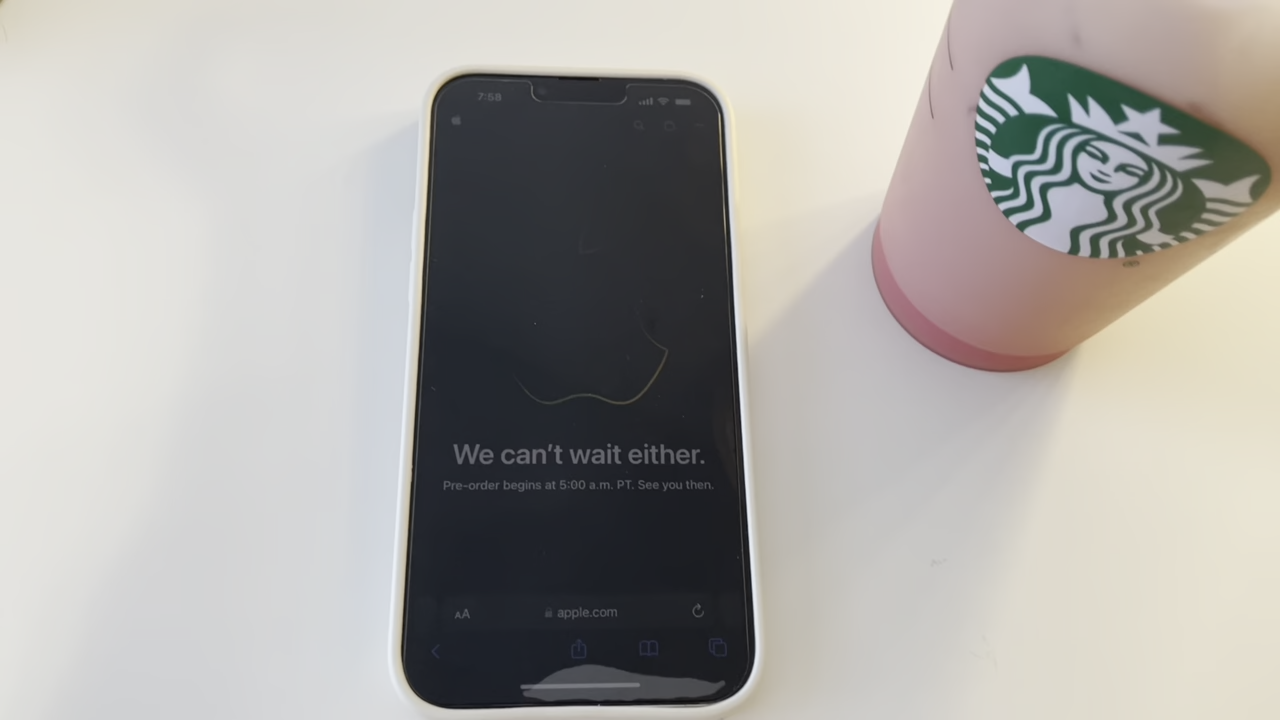 7:58
We can't wait either.
Pre-order begins at 5:00 a.m. PT. See you then.
AA
apple.com